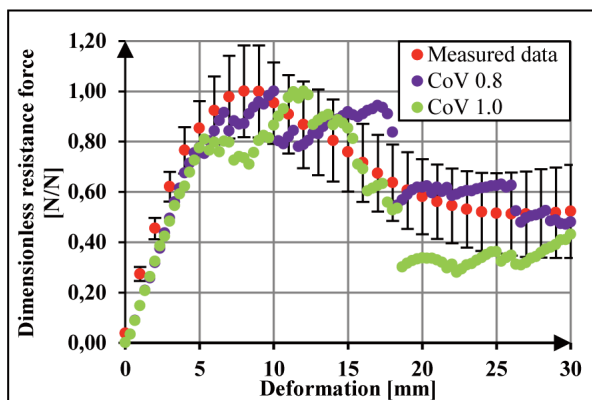 Dimensionless resistance force
[N/N]
1,20
1,00
0,80
0,60
0,40
0,20
0,00
Measured data
CoV 0.8
CoV 1.0
0 5 10 15 20 25 30
Deformation [mm]